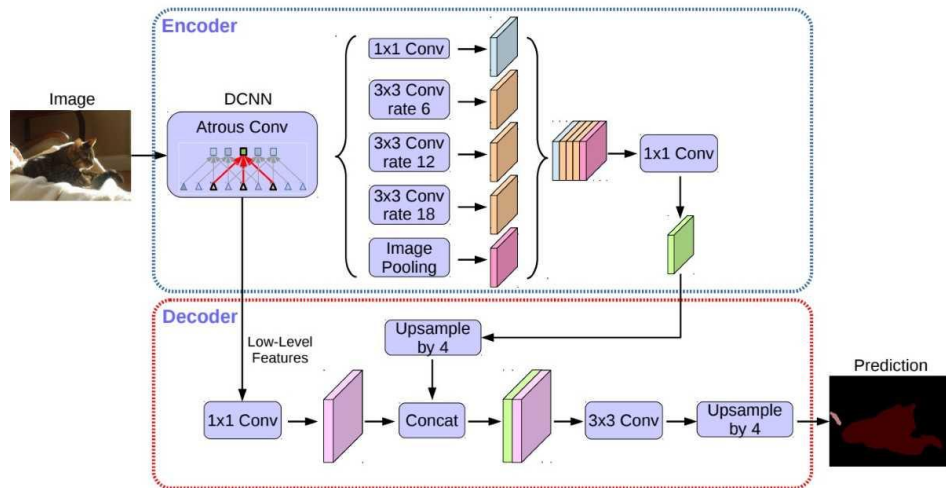 Encoder
Image
DCNN
Atrous Conv
1x1 Conv
3x3 Conv
rate 6
3x3 Conv
rate 12
3x3 Conv
rate 18
Image
Pooling
1x1 Conv
Decoder
Low-Level
Features
Upsample
by 4
1x1 Conv
Concat
3x3 Conv
Upsample
by 4
Prediction